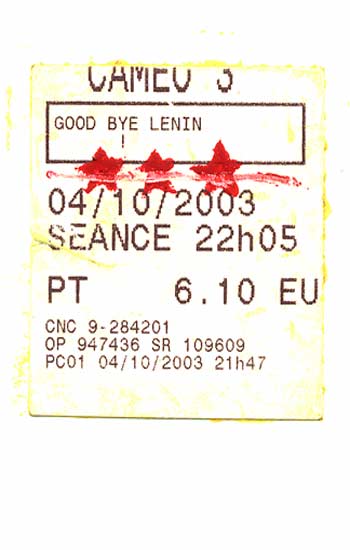 CAMEO 3
GOOD BYE LENIN
!
04/10/2003
SEANCE 22h05
PT 6.10 EU
CNC 9-284201
OP 947436 SR 109609
PC01 04/10/2003 21h47